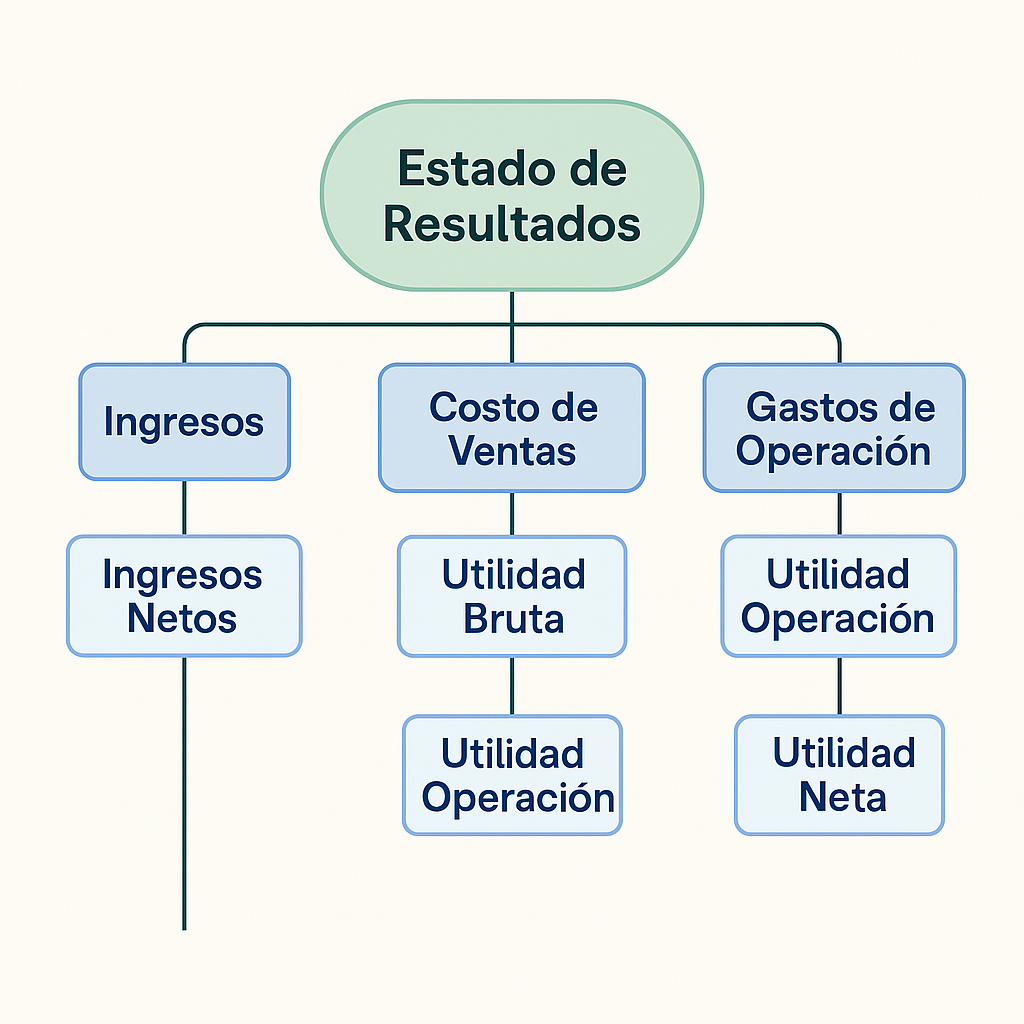 Estado de
Resultados
Ingresos
Costo de
Ventas
Gastos de
Operación
Ingresos
Netos
Utilidad
Bruta
Utilidad
Operación
Utilidad
Operación
Utilidad
Neta